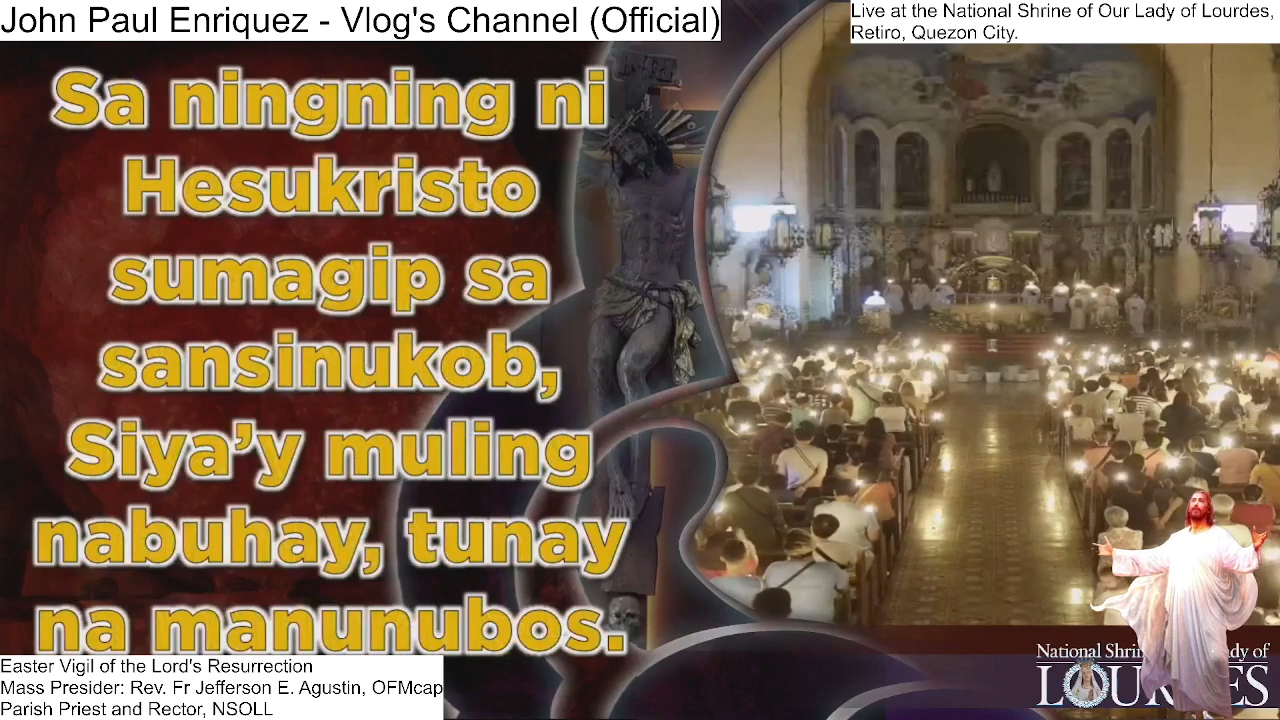 John Paul Enriquez - Vlog's Channel (Official)
Live at the National Shrine of Our Lady of Lourdes,
Retiro, Quezon City.
Sa ningning ni
Hesukristo
sumagip sa
sansinukob,
Siya'y muling
nabuhay, tunay
na manunubos.
Easter Vigil of the Lord's Resurrection
Mass Presider: Rev. Fr Jefferson E. Agustin, OFMcap
Parish Priest and Rector, NSOLL
National of